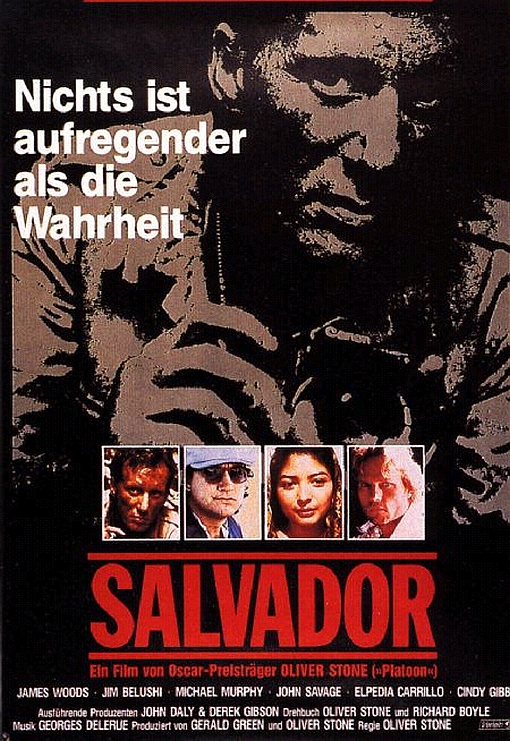 Nichts ist
aufregender
als die
Wahrheit
SALVADOR
Ein Film von Oscar-Preisträger OLIVER STONE (»Platoon«)
JAMES WOODS · JIM BELUSHI · MICHAEL MURPHY · JOHN SAVAGE · ELPEDIA CARRILLO · CINDY GIBB
Ausführende Produzenten JOHN DALY & DEREK GIBSON Drehbuch OLIVER STONE und RICHARD BOYLE
Musik GEORGES DELERUE Produziert von GERALD GREEN und OLIVER STONE Regie OLIVER STONE